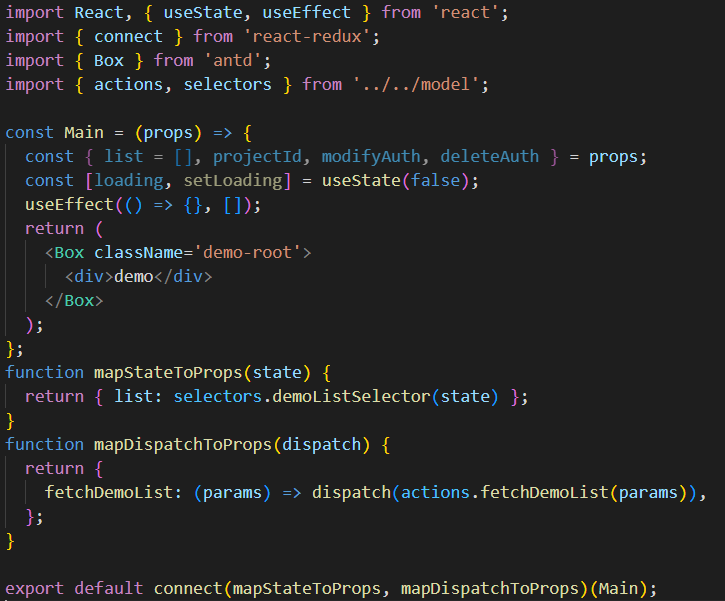 import React, { useState, useEffect } from 'react';
import { connect } from 'react-redux';
import { Box } from 'antd';
import { actions, selectors } from '../../model';

const Main = (props) => {
  const { list = [], projectId, modifyAuth, deleteAuth } = props;
  const [loading, setLoading] = useState(false);
  useEffect(() => {}, []);
  return (
    <Box className='demo-root'>
      <div>demo</div>
    </Box>
  );
};
function mapStateToProps(state) {
  return { list: selectors.demoListSelector(state) };
}
function mapDispatchToProps(dispatch) {
  return {
    fetchDemoList: (params) => dispatch(actions.fetchDemoList(params)),
  };
}

export default connect(mapStateToProps, mapDispatchToProps)(Main);